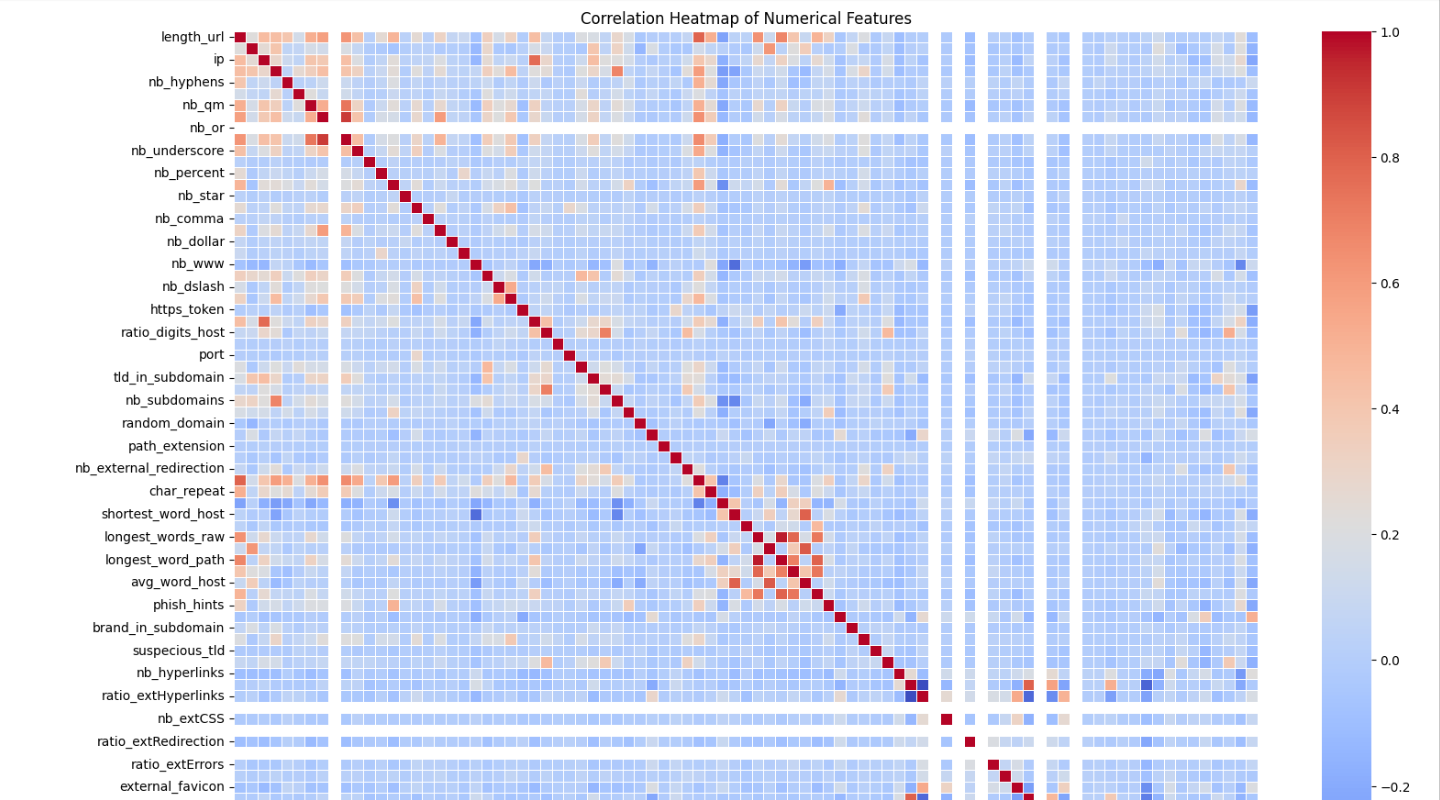 Correlation Heatmap of Numerical Features
length_url
ip
nb_hyphens
nb_qm
nb_or
nb_underscore
nb_percent
nb_star
nb_comma
nb_dollar
nb_www
nb_dslash
https_token
ratio_digits_host
port
tld_in_subdomain
nb_subdomains
random_domain
path_extension
nb_external_redirection
char_repeat
shortest_word_host
longest_words_raw
longest_word_path
avg_word_host
phish_hints
brand_in_subdomain
suspecious_tld
nb_hyperlinks
ratio_extHyperlinks
nb_extCSS
ratio_extRedirection
ratio_extErrors
external_favicon
1.0
0.8
0.6
0.4
0.2
0.0
−0.2